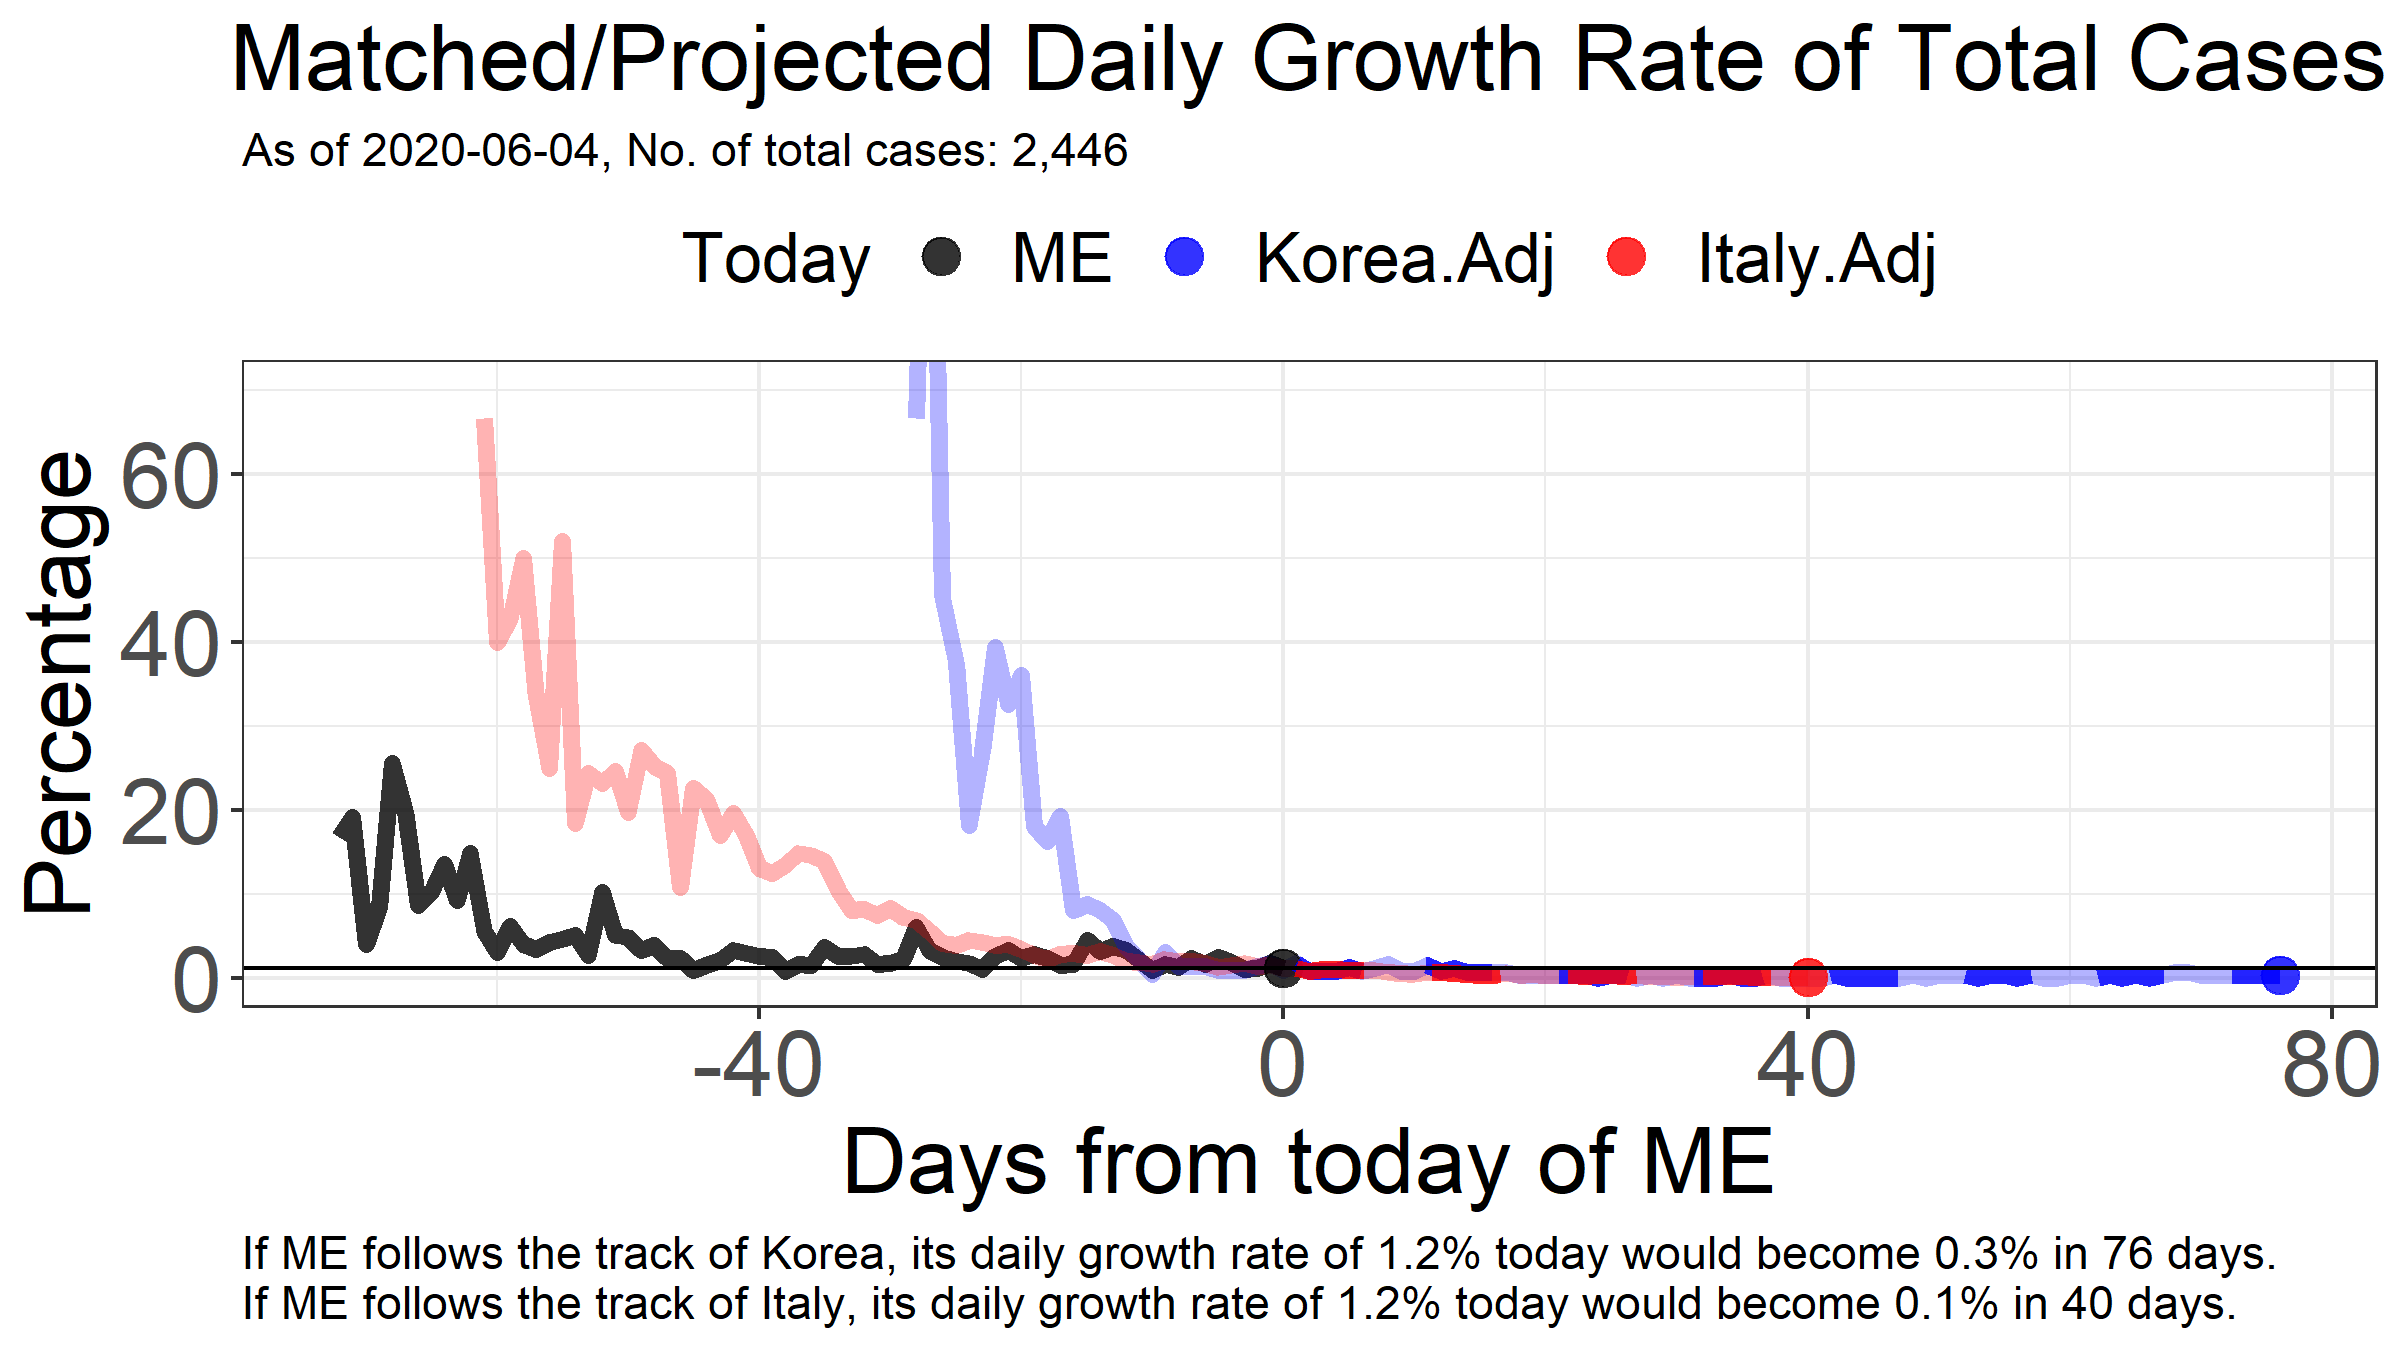 Matched/Projected Daily Growth Rate of Total Cases
As of 2020-06-04, No. of total cases: 2,446
Today ME Korea.Adj Italy.Adj
Percentage
60
40
20
0
-40 0 40 80
Days from today of ME
If ME follows the track of Korea, its daily growth rate of 1.2% today would become 0.3% in 76 days.
If ME follows the track of Italy, its daily growth rate of 1.2% today would become 0.1% in 40 days.